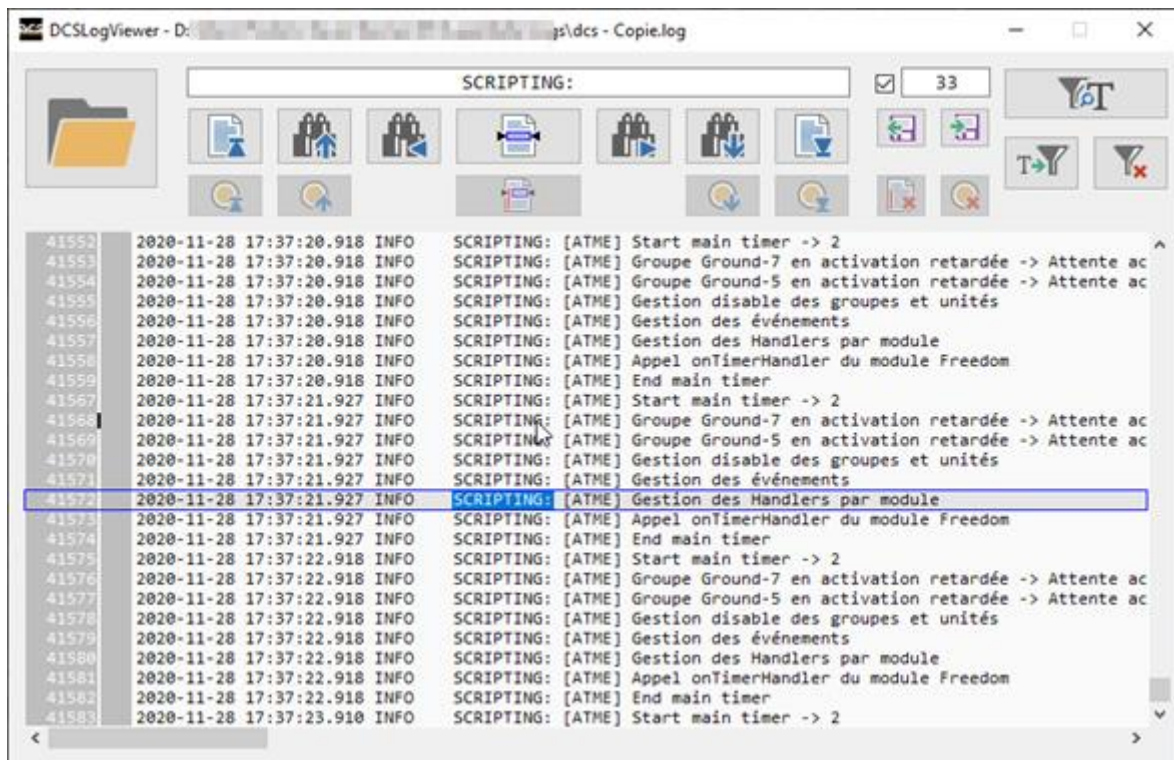 DCS DCSLogViewer - D: gs\dcs - Copie.log
SCRIPTING: 33
T
T
41552 2020-11-28 17:37:20.918 INFO SCRIPTING: [ATME] Start main timer -> 2
41553 2020-11-28 17:37:20.918 INFO SCRIPTING: [ATME] Groupe Ground-7 en activation retardée -> Attente ac
41554 2020-11-28 17:37:20.918 INFO SCRIPTING: [ATME] Groupe Ground-5 en activation retardée -> Attente ac
41555 2020-11-28 17:37:20.918 INFO SCRIPTING: [ATME] Gestion disable des groupes et unités
41556 2020-11-28 17:37:20.918 INFO SCRIPTING: [ATME] Gestion des événements
41557 2020-11-28 17:37:20.918 INFO SCRIPTING: [ATME] Gestion des Handlers par module
41558 2020-11-28 17:37:20.918 INFO SCRIPTING: [ATME] Appel onTimerHandler du module Freedom
41559 2020-11-28 17:37:20.918 INFO SCRIPTING: [ATME] End main timer
41567 2020-11-28 17:37:21.927 INFO SCRIPTING: [ATME] Start main timer -> 2
41568 2020-11-28 17:37:21.927 INFO SCRIPTING: [ATME] Groupe Ground-7 en activation retardée -> Attente ac
41569 2020-11-28 17:37:21.927 INFO SCRIPTING: [ATME] Groupe Ground-5 en activation retardée -> Attente ac
41570 2020-11-28 17:37:21.927 INFO SCRIPTING: [ATME] Gestion disable des groupes et unités
41571 2020-11-28 17:37:21.927 INFO SCRIPTING: [ATME] Gestion des événements
41572 2020-11-28 17:37:21.927 INFO SCRIPTING: [ATME] Gestion des Handlers par module
41573 2020-11-28 17:37:21.927 INFO SCRIPTING: [ATME] Appel onTimerHandler du module Freedom
41574 2020-11-28 17:37:21.927 INFO SCRIPTING: [ATME] End main timer
41575 2020-11-28 17:37:22.918 INFO SCRIPTING: [ATME] Start main timer -> 2
41576 2020-11-28 17:37:22.918 INFO SCRIPTING: [ATME] Groupe Ground-7 en activation retardée -> Attente ac
41577 2020-11-28 17:37:22.918 INFO SCRIPTING: [ATME] Groupe Ground-5 en activation retardée -> Attente ac
41578 2020-11-28 17:37:22.918 INFO SCRIPTING: [ATME] Gestion disable des groupes et unités
41579 2020-11-28 17:37:22.918 INFO SCRIPTING: [ATME] Gestion des événements
41580 2020-11-28 17:37:22.918 INFO SCRIPTING: [ATME] Gestion des Handlers par module
41581 2020-11-28 17:37:22.918 INFO SCRIPTING: [ATME] Appel onTimerHandler du module Freedom
41582 2020-11-28 17:37:22.918 INFO SCRIPTING: [ATME] End main timer
41583 2020-11-28 17:37:23.910 INFO SCRIPTING: [ATME] Start main timer -> 2